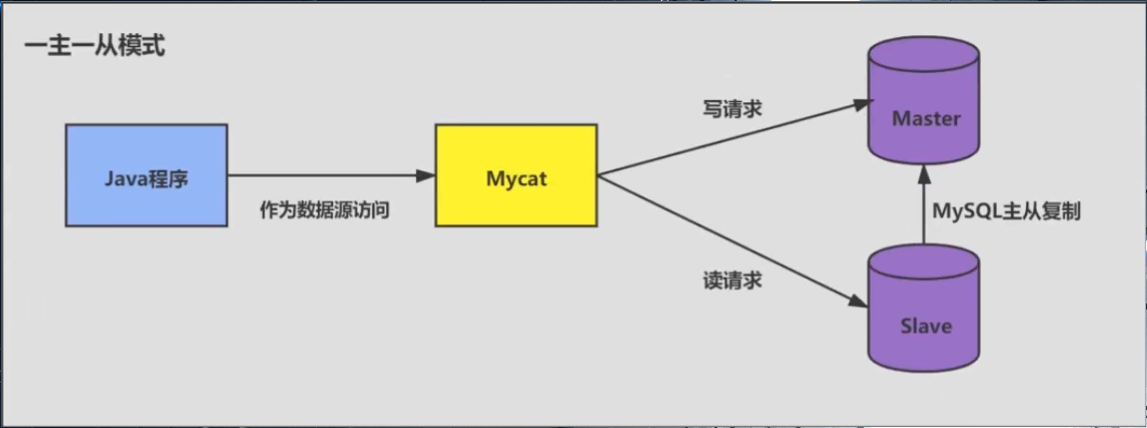 一主一从模式
写请求
Master
Java程序
Mycat
作为数据源访问
MySQL主从复制
读请求
Slave